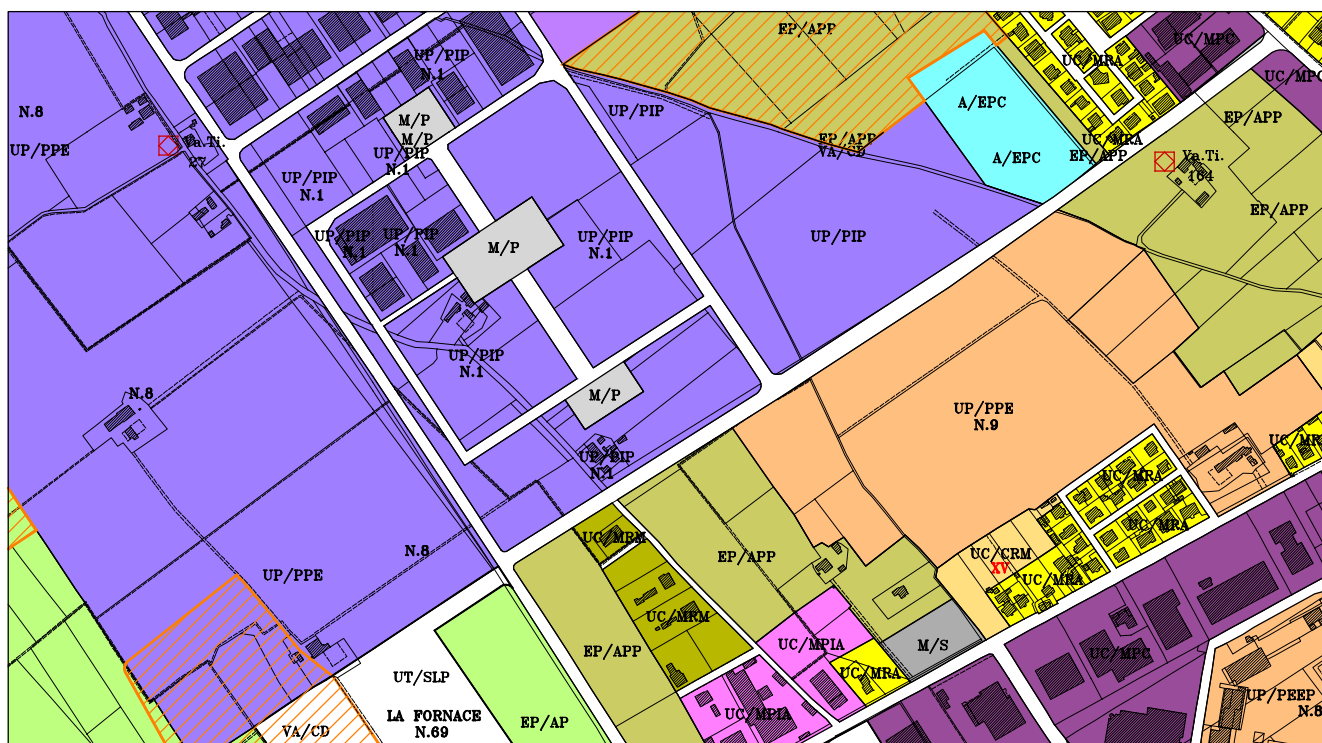 EP/APP
UC/MPC
UP/PIP
N.1
UC/MRA
UC/MPC
N.8
UP/PIP
A/EPC
EP/APP
M/P
M/P
EP/APP
UC/MRA
Va.Ti.
27
UP/PPE
VA/CD
UP/PIP
N.1
A/EPC
EP/APP
Va.Ti.
164
UP/PIP
N.1
EP/APP
UP/PIP
N.1
UP/PIP
N.1
M/P
UP/PIP
N.1
UP/PIP
UP/PIP
N.1
N.8
M/P
UP/PPE
N.9
UC/MRA
UP/PIP
N.1
UC/MRA
UC/MRA
UC/MRM
N.8
EP/APP
UC/CRM
XV
UP/PPE
UC/MRA
UC/MRM
EP/APP
UC/MPIA
M/S
UC/MPC
UT/SLP
UC/MRA
UP/PEEP
N.8
LA FORNACE
N.69
EP/AP
UC/MPIA
VA/CD